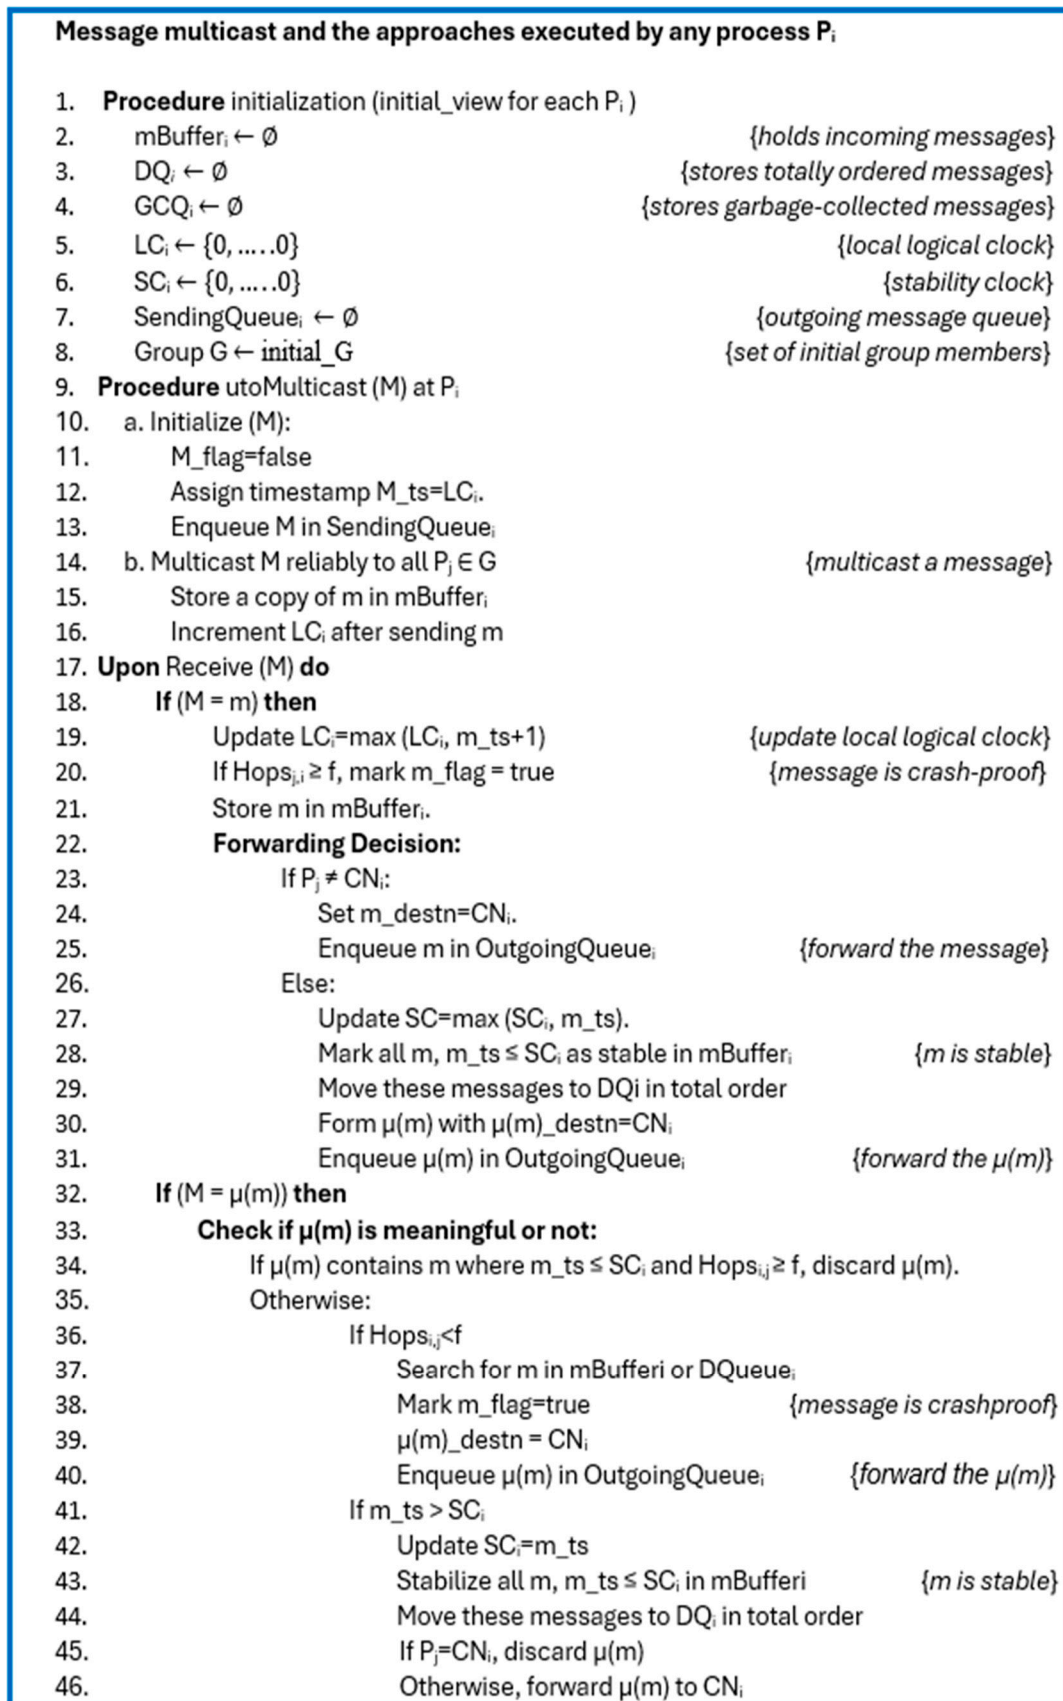 Message multicast and the approaches executed by any process Pᵢ
1. Procedure initialization (initial_view for each Pᵢ )
2. mBufferᵢ ← ∅ {holds incoming messages}
3. DQᵢ ← ∅ {stores totally ordered messages}
4. GCQᵢ ← ∅ {stores garbage-collected messages}
5. LCᵢ ← {0, .....0} {local logical clock}
6. SCᵢ ← {0, .....0} {stability clock}
7. SendingQueueᵢ ← ∅ {outgoing message queue}
8. Group G ← initial_G {set of initial group members}
9. Procedure utoMulticast (M) at Pᵢ
10. a. Initialize (M):
11. M_flag=false
12. Assign timestamp M_ts=LCᵢ.
13. Enqueue M in SendingQueueᵢ
14. b. Multicast M reliably to all Pⱼ ∈ G {multicast a message}
15. Store a copy of m in mBufferᵢ
16. Increment LCᵢ after sending m
17. Upon Receive (M) do
18. If (M = m) then
19. Update LCᵢ=max (LCᵢ, m_ts+1) {update local logical clock}
20. If Hopsⱼ,ᵢ ≥ f, mark m_flag = true {message is crash-proof}
21. Store m in mBufferᵢ.
22. Forwarding Decision:
23. If Pⱼ ≠ CNᵢ:
24. Set m_destn=CNᵢ.
25. Enqueue m in OutgoingQueueᵢ {forward the message}
26. Else:
27. Update SC=max (SCᵢ, m_ts).
28. Mark all m, m_ts ≤ SCᵢ as stable in mBufferᵢ {m is stable}
29. Move these messages to DQi in total order
30. Form μ(m) with μ(m)_destn=CNᵢ
31. Enqueue μ(m) in OutgoingQueueᵢ {forward the μ(m)}
32. If (M = μ(m)) then
33. Check if μ(m) is meaningful or not:
34. If μ(m) contains m where m_ts ≤ SCᵢ and Hopsᵢ,ⱼ ≥ f, discard μ(m).
35. Otherwise:
36. If Hopsᵢ,ⱼ<f
37. Search for m in mBufferi or DQueueᵢ
38. Mark m_flag=true {message is crashproof}
39. μ(m)_destn = CNᵢ
40. Enqueue μ(m) in OutgoingQueueᵢ {forward the μ(m)}
41. If m_ts > SCᵢ
42. Update SCᵢ=m_ts
43. Stabilize all m, m_ts ≤ SCᵢ in mBufferi {m is stable}
44. Move these messages to DQᵢ in total order
45. If Pⱼ=CNᵢ, discard μ(m)
46. Otherwise, forward μ(m) to CNᵢ